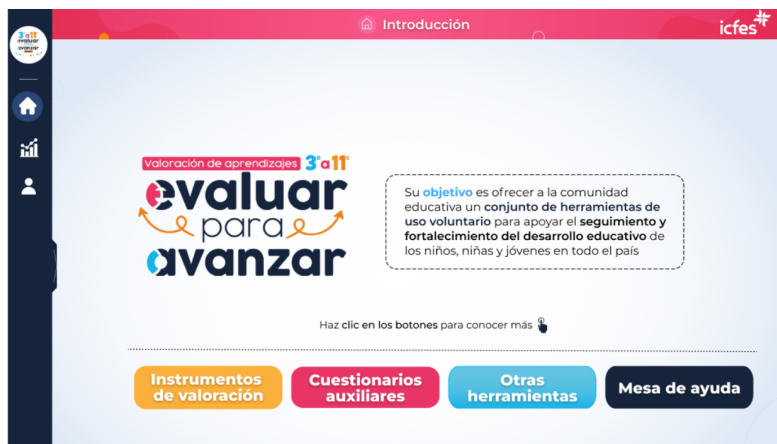 Introducción
icfes
3° a 11°
evaluar
avanzar
Valoración de aprendizajes 3° a 11°
evaluar
para
avanzar
Su objetivo es ofrecer a la comunidad
educativa un conjunto de herramientas de
uso voluntario para apoyar el seguimiento y
fortalecimiento del desarrollo educativo de
los niños, niñas y jóvenes en todo el país
Haz clic en los botones para conocer más
Instrumentos
de valoración
Cuestionarios
auxiliares
Otras
herramientas
Mesa de ayuda